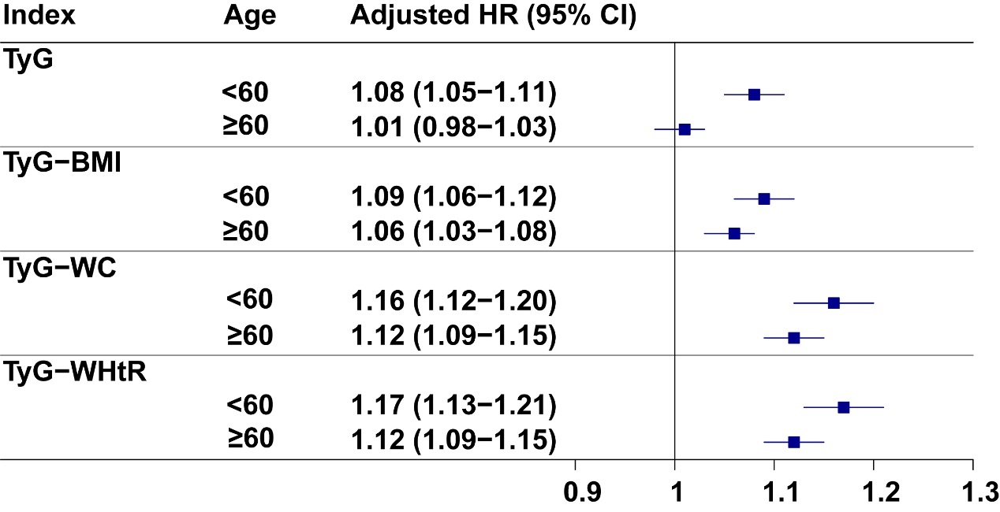 Index Age Adjusted HR (95% CI)
TyG
<60 1.08 (1.05−1.11)
≥60 1.01 (0.98−1.03)
TyG−BMI
<60 1.09 (1.06−1.12)
≥60 1.06 (1.03−1.08)
TyG−WC
<60 1.16 (1.12−1.20)
≥60 1.12 (1.09−1.15)
TyG−WHtR
<60 1.17 (1.13−1.21)
≥60 1.12 (1.09−1.15)
0.9 1 1.1 1.2 1.3